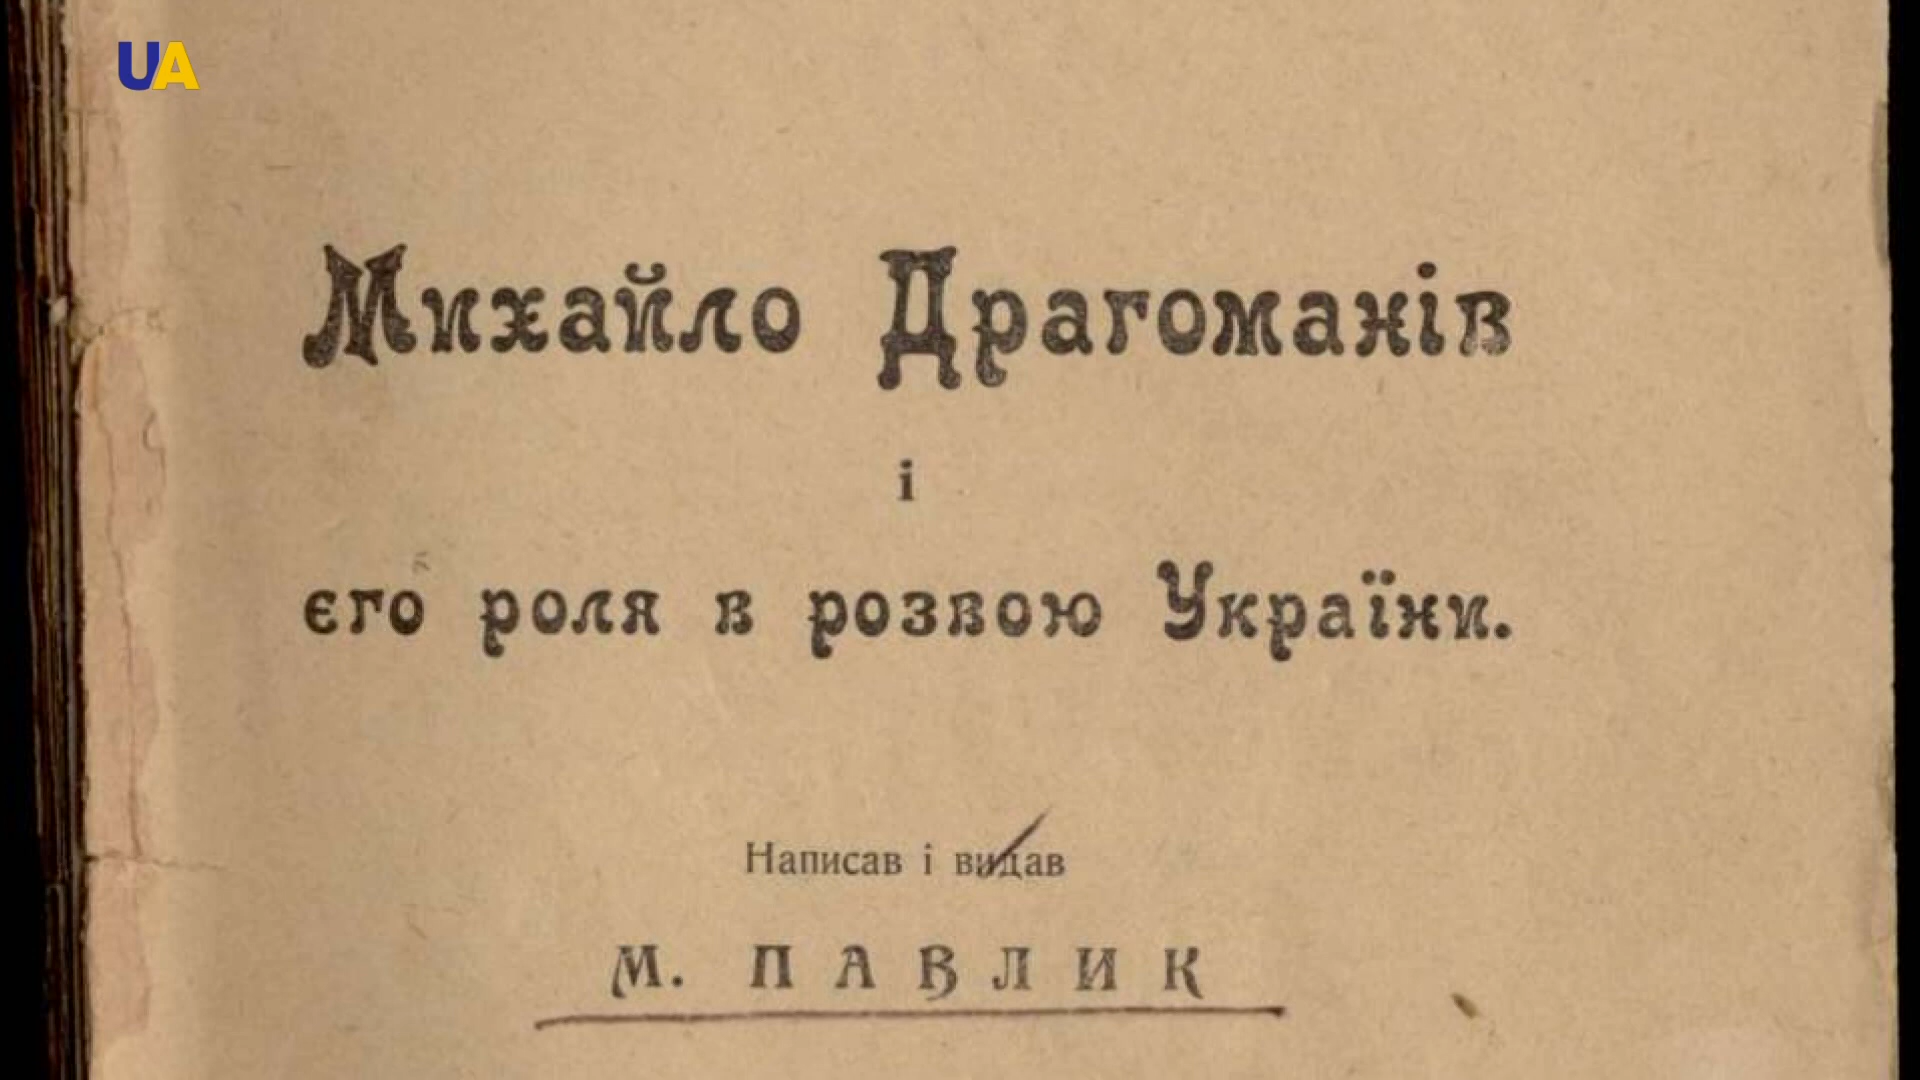 UA
Михайло Драгоманів
і
єго роля в розвою України.
Написав і видав
М. ПАВЛИК